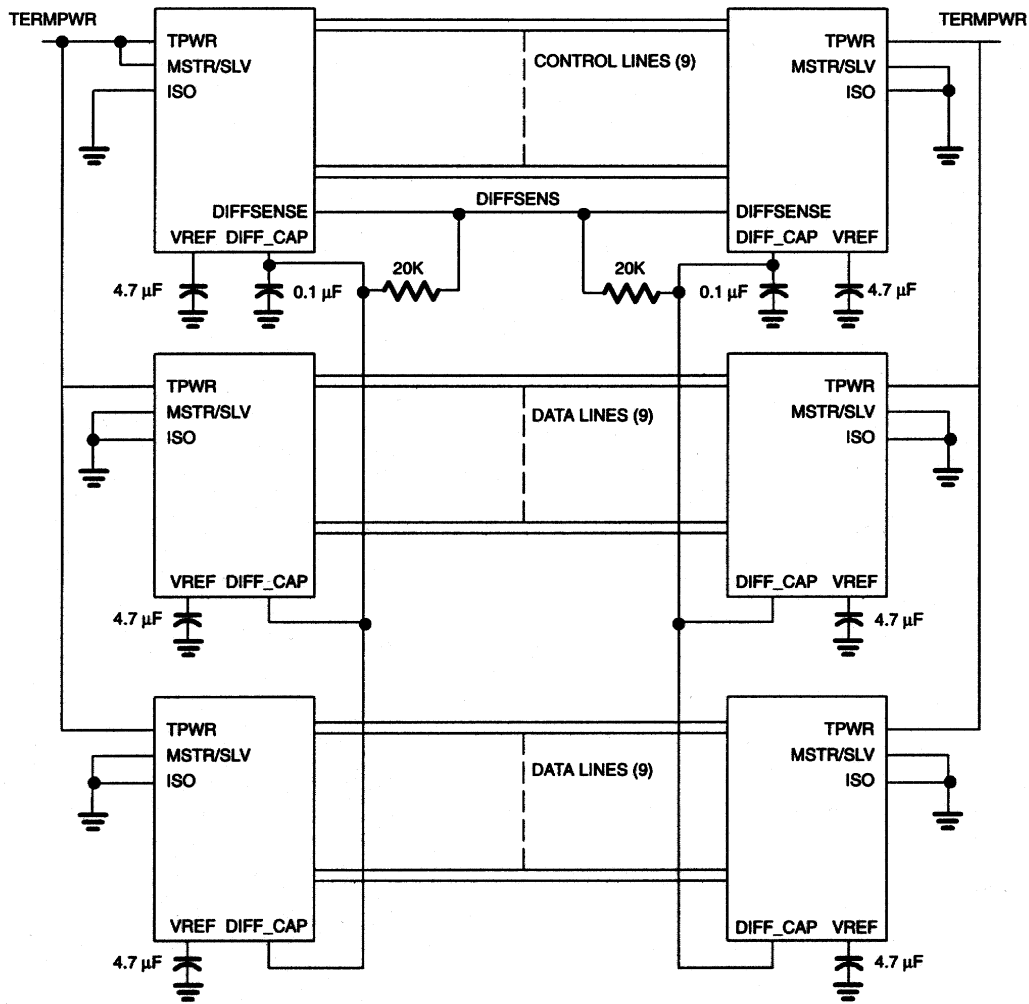 TERMPWR TERMPWR
TPWR TPWR
MSTR/SLV CONTROL LINES (9) MSTR/SLV
ISO ISO
DIFFSENS
DIFFSENSE DIFFSENSE
VREF DIFF_CAP DIFF_CAP VREF
20K 20K
4.7 µF 0.1 µF 0.1 µF 4.7 µF
TPWR TPWR
MSTR/SLV DATA LINES (9) MSTR/SLV
ISO ISO
VREF DIFF_CAP DIFF_CAP VREF
4.7 µF 4.7 µF
TPWR TPWR
MSTR/SLV DATA LINES (9) MSTR/SLV
ISO ISO
VREF DIFF_CAP DIFF_CAP VREF
4.7 µF 4.7 µF